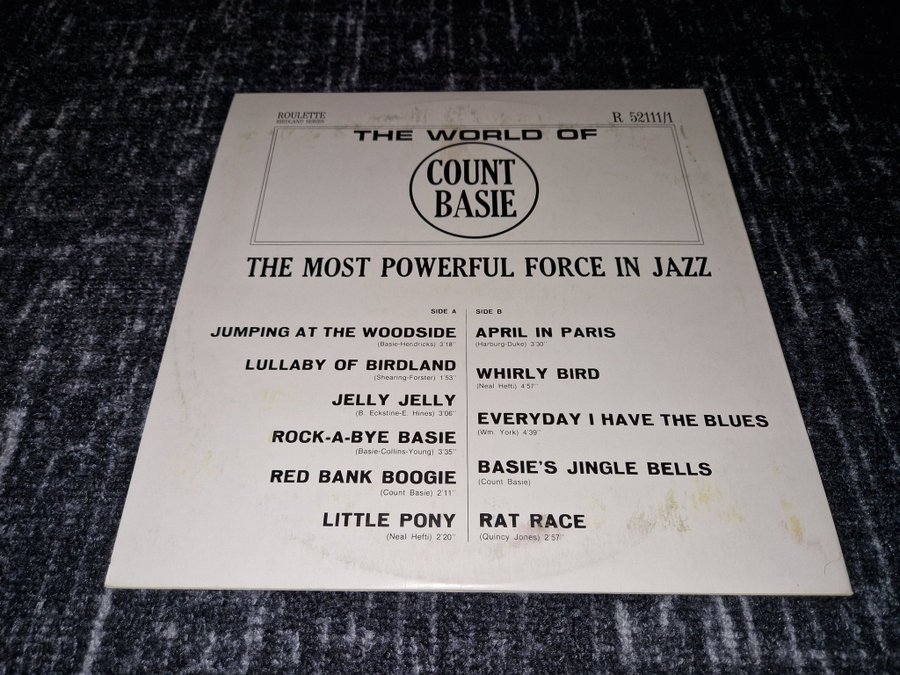 ROULETTE
BIRDLAND SERIES
R 52111/1
THE WORLD OF
COUNT
BASIE
THE MOST POWERFUL FORCE IN JAZZ
SIDE A
JUMPING AT THE WOODSIDE
(Basie-Hendricks) 3'18''
LULLABY OF BIRDLAND
(Shearing-Forster) 1'53''
JELLY JELLY
(B. Eckstine-E. Hines) 3'06''
ROCK-A-BYE BASIE
(Basie-Collins-Young) 3'35''
RED BANK BOOGIE
(Count Basie) 2'11''
LITTLE PONY
(Neal Hefti) 2'20''
SIDE B
APRIL IN PARIS
(Harburg-Duke) 3'30''
WHIRLY BIRD
(Neal Hefti) 4'57''
EVERYDAY I HAVE THE BLUES
(Wm. York) 4'39''
BASIE'S JINGLE BELLS
(Count Basie)
RAT RACE
(Quincy Jones) 2'57''